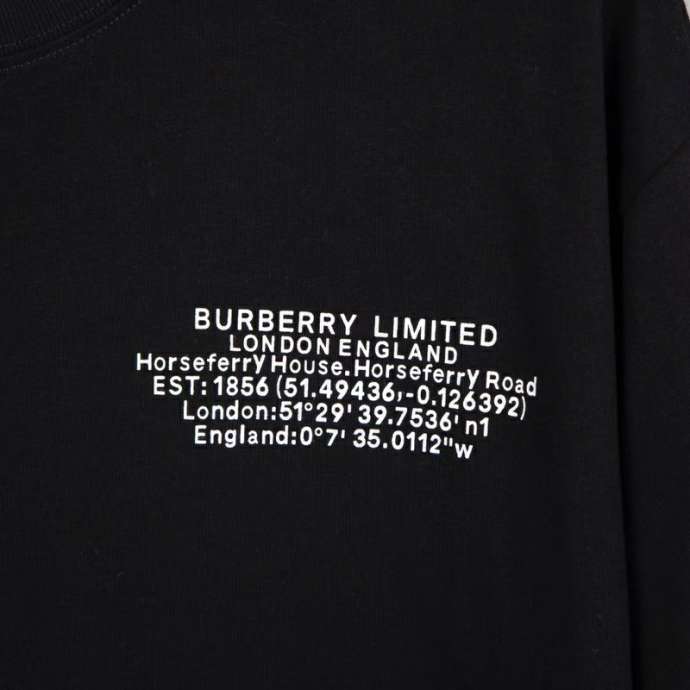 BURBERRY LIMITED
LONDON ENGLAND
Horseferry House.Horseferry Road
EST: 1856 (51.49436,-0.126392)
London:51°29' 39.7536' n1
England:0°7' 35.0112"w